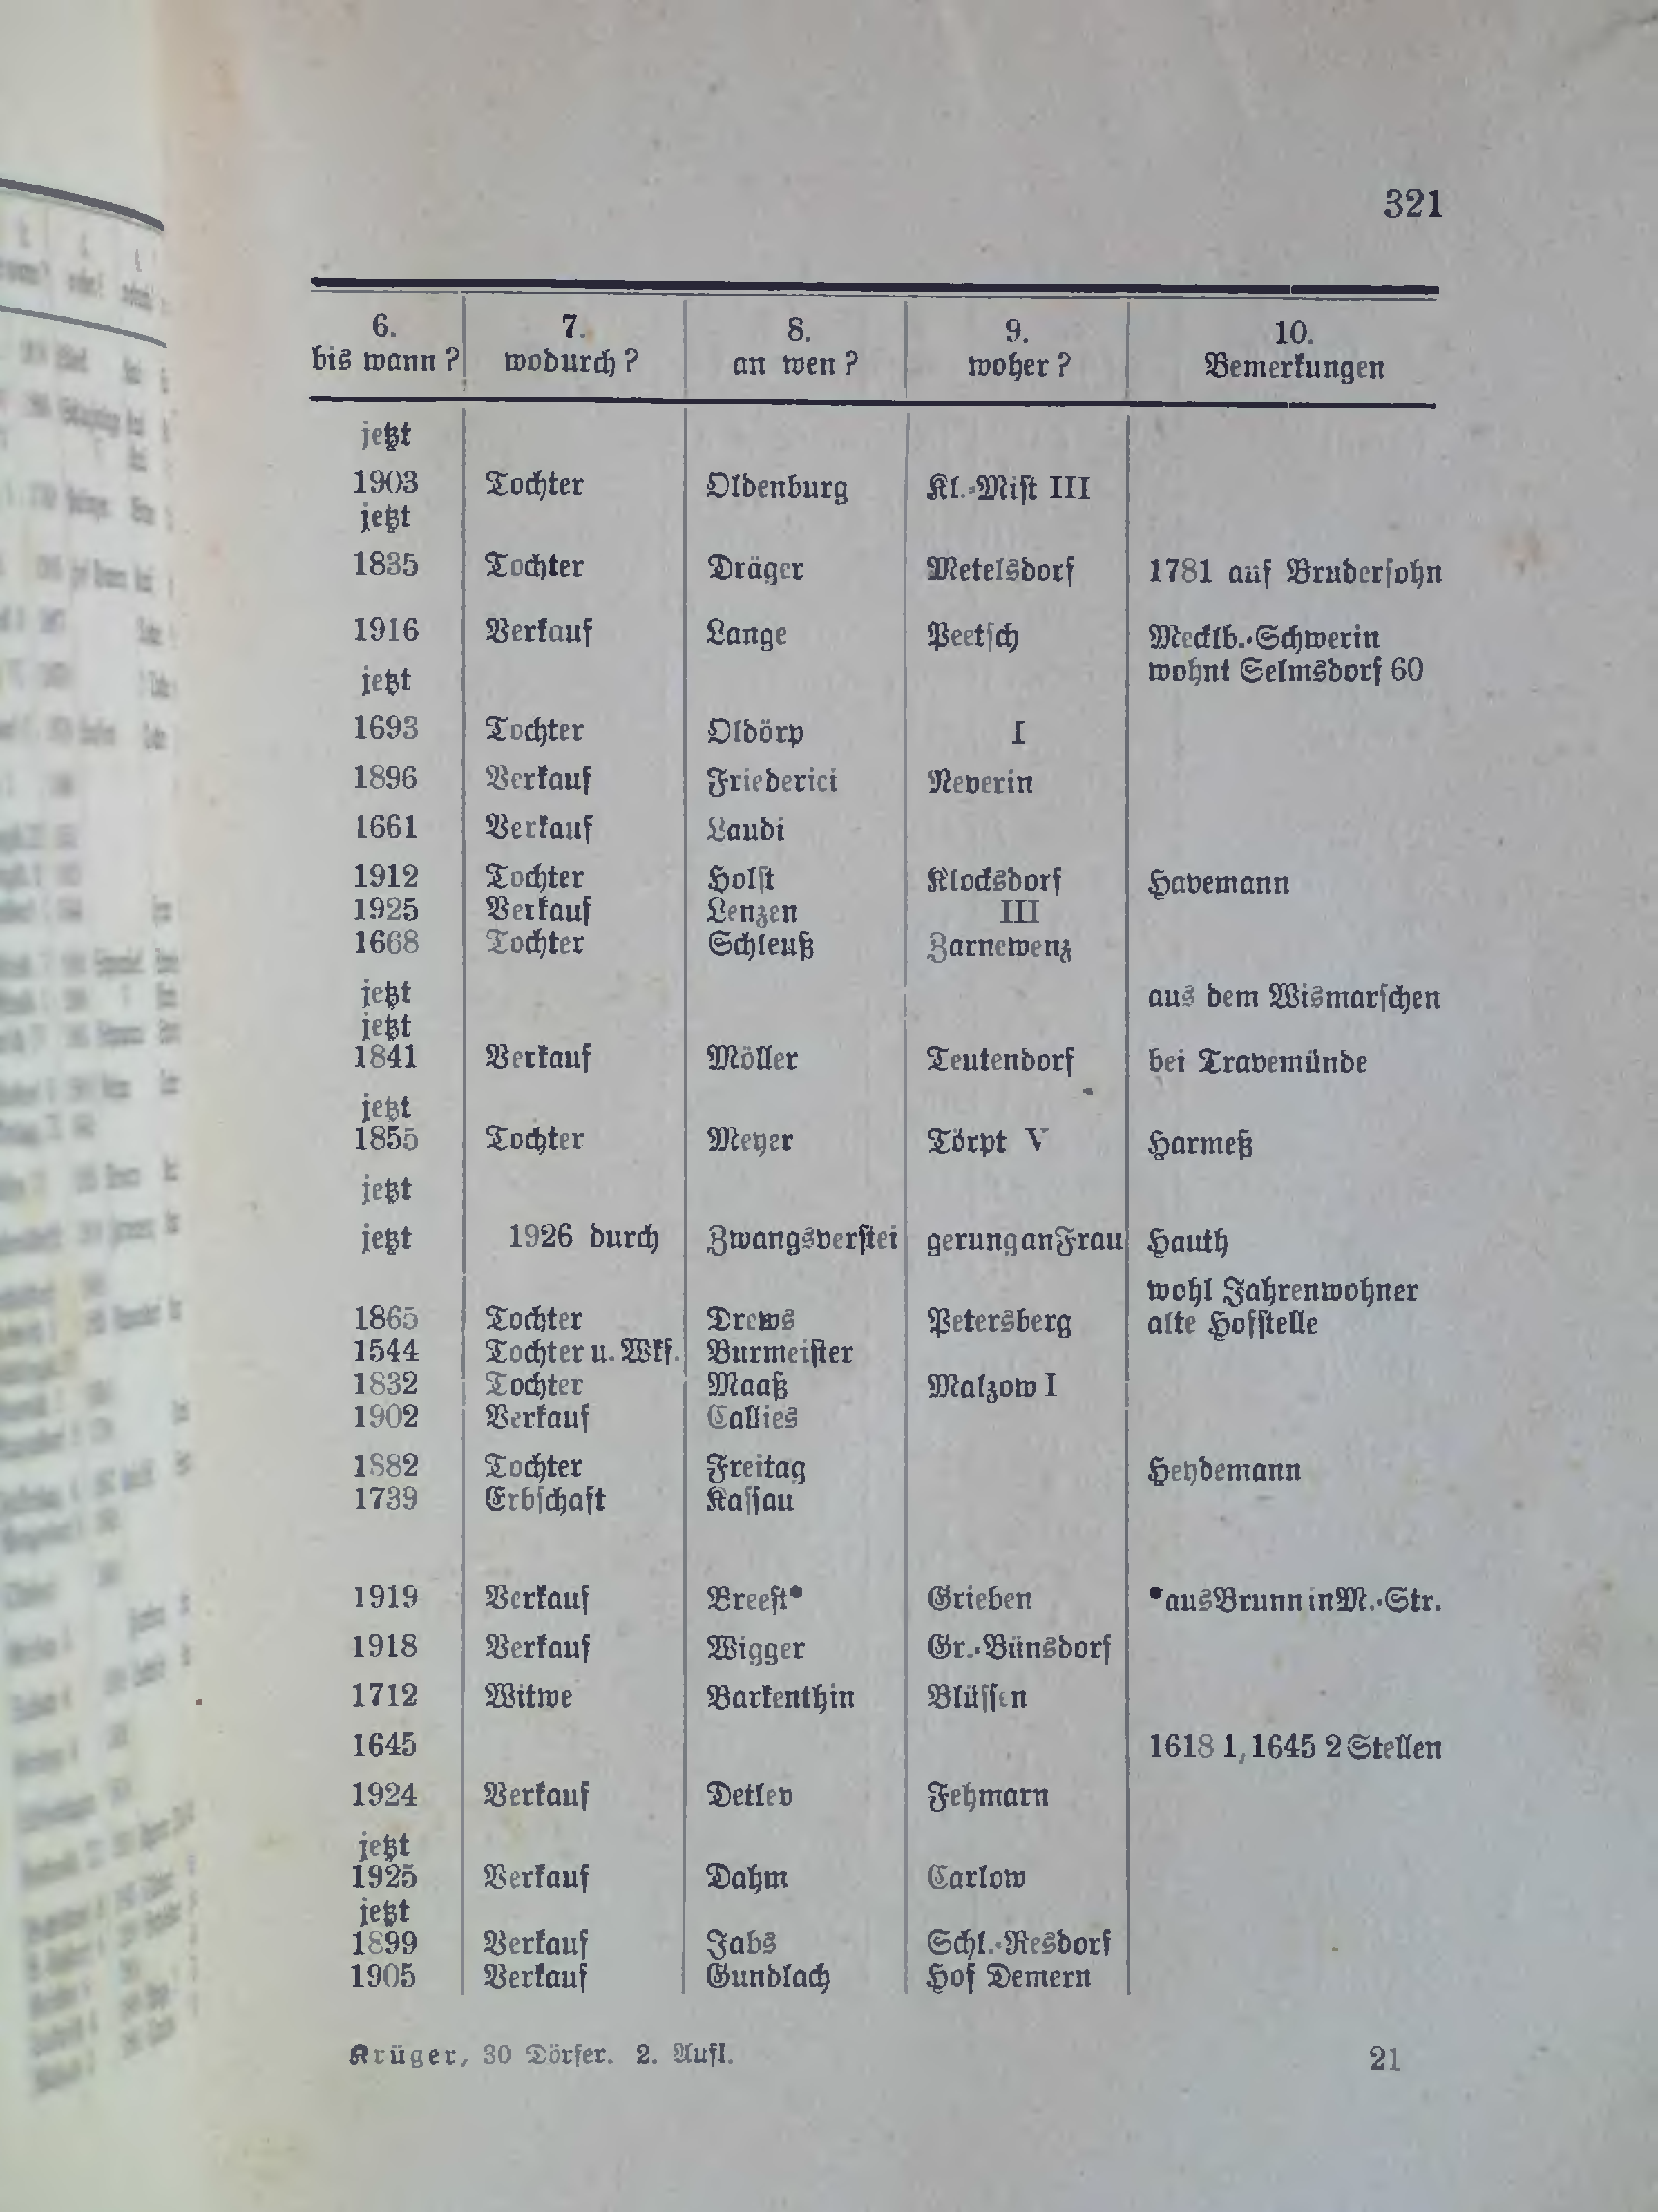 321
6. 7. 8. 9. 10.
bis wann? wodurch? an wen? woher? Bemerkungen
jetzt
1903 Tochter Oldenburg Kl.-Mist III
jetzt
1835 Tochter Dräger Metelsdorf 1781 auf Brudersohn
1916 Verkauf Lange Peetsch Mecklb.-Schwerin
jetzt wohnt Selmsdorf 60
1693 Tochter Oldörp I
1896 Verkauf Friederici Neverin
1661 Verkauf Laudi
1912 Tochter Holst Klocksdorf Havemann
1925 Verkauf Lenzen III
1668 Tochter Schleuß Zarnewenz
jetzt aus dem Wismarschen
jetzt
1841 Verkauf Möller Teutendorf bei Travemünde
jetzt
1855 Tochter Meyer Törpt V Harmeß
jetzt
jetzt 1926 durch Zwangsverstei gerung an Frau Hauth
wohl Jahrenwohner
1865 Tochter Drews Petersberg alte Hofstelle
1544 Tochter u. Wkf. Burmeister
1832 Tochter Maaß Malzow I
1902 Verkauf Callies
1882 Tochter Freitag Heydemann
1739 Erbschaft Kassau
1919 Verkauf Breest* Grieben *aus Brunn in M.-Str.
1918 Verkauf Wigger Gr.-Bünsdorf
1712 Witwe Barkenthin Blüssen
1645 1618 1, 1645 2 Stellen
1924 Verkauf Detlev Fehmarn
jetzt
1925 Verkauf Dahm Carlow
jetzt
1899 Verkauf Jabs Schl.-Resdorf
1905 Verkauf Gundlach Hof Demern
Krüger, 30 Dörfer. 2. Aufl. 21